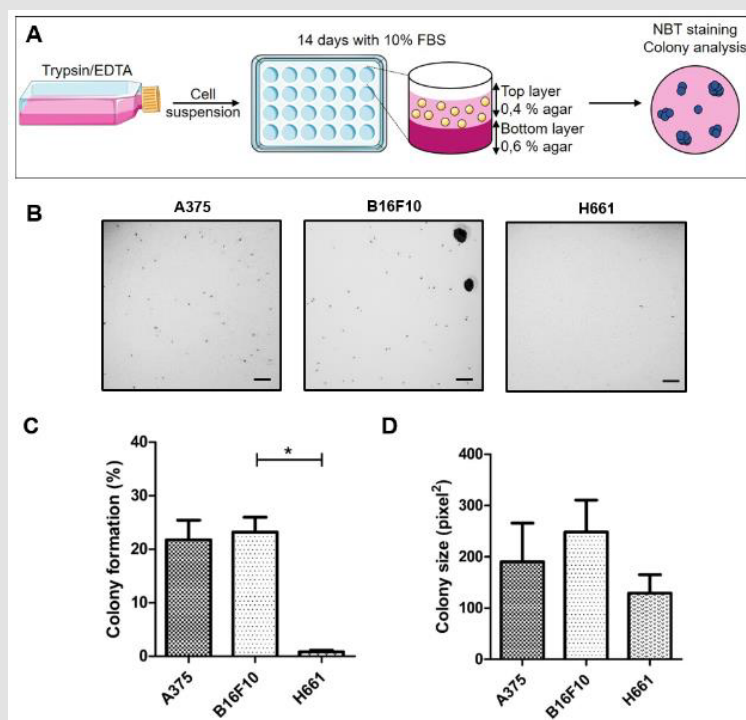 A
Trypsin/EDTA
Cell
suspension
14 days with 10% FBS
Top layer
0,4 % agar
Bottom layer
0,6 % agar
NBT staining
Colony analysis
B
A375
B16F10
H661
C
Colony formation (%)
40
30
20
10
0
*
A375
B16F10
H661
D
Colony size (pixel²)
400
300
200
100
0
A375
B16F10
H661